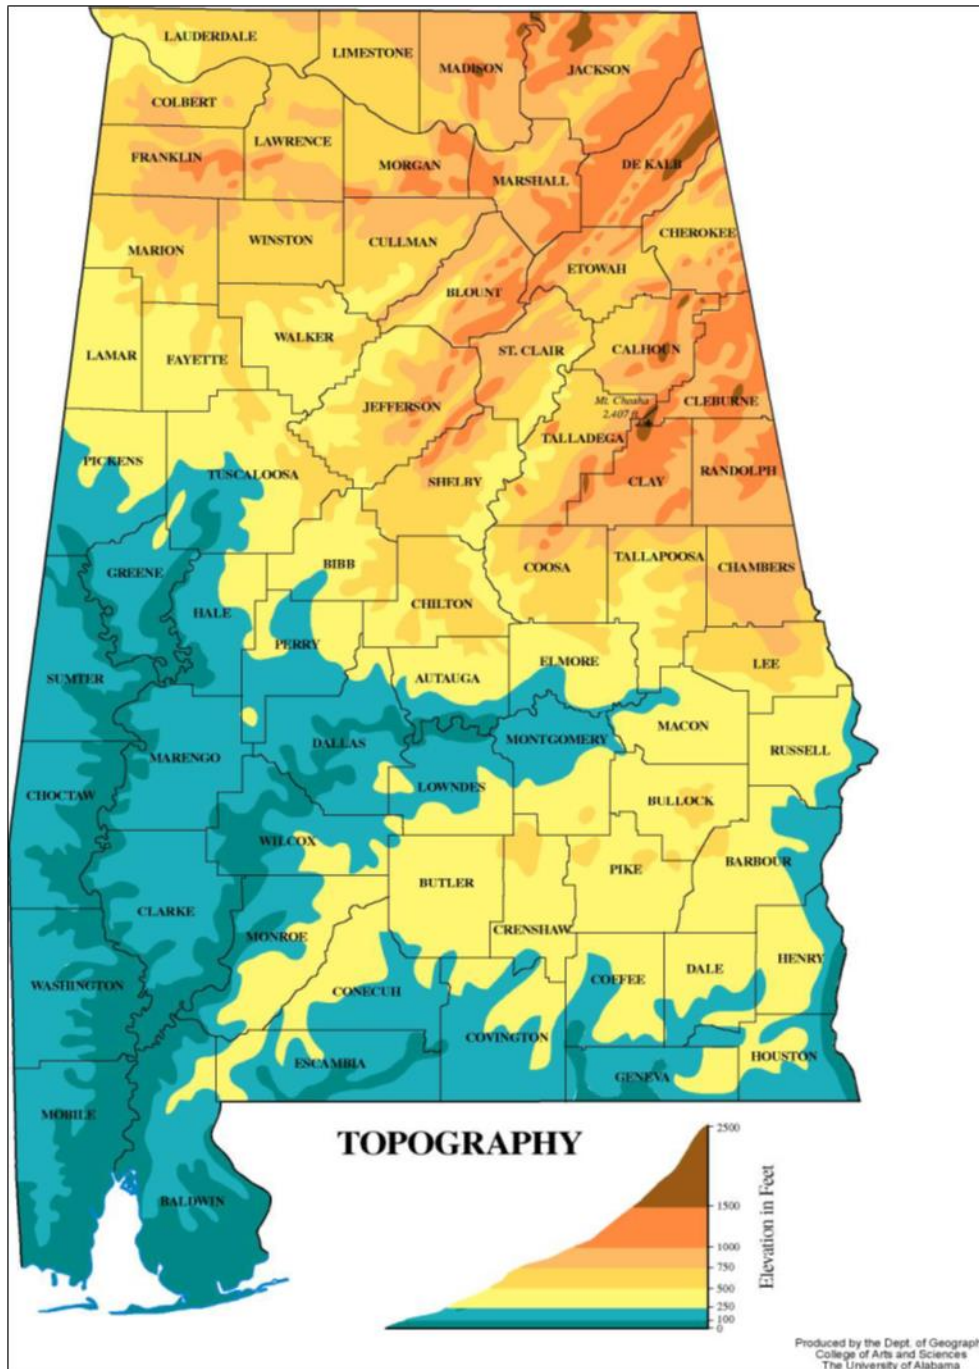 LAUDERDALE
LIMESTONE
MADISON
JACKSON
COLBERT
LAWRENCE
FRANKLIN
MORGAN
MARSHALL
DE KALB
CHEROKEE
MARION
WINSTON
CULLMAN
ETOWAH
BLOUNT
LAMAR
FAYETTE
WALKER
ST. CLAIR
CALHOUN
CLEBURNE
Mt. Cheaha
2,407 ft.
JEFFERSON
TALLADEGA
PICKENS
TUSCALOOSA
SHELBY
CLAY
RANDOLPH
GREENE
BIBB
COOSA
TALLAPOOSA
CHAMBERS
HALE
PERRY
CHILTON
SUMTER
AUTAUGA
ELMORE
LEE
MARENGO
DALLAS
MONTGOMERY
MACON
RUSSELL
CHOCTAW
LOWNDES
BULLOCK
WILCOX
BARBOUR
BUTLER
PIKE
CLARKE
MONROE
CRENSHAW
WASHINGTON
CONECUH
COFFEE
DALE
HENRY
COVINGTON
ESCAMBIA
GENEVA
HOUSTON
MOBILE
BALDWIN
TOPOGRAPHY
2500
1500
1000
750
500
250
100
0
Elevation in Feet
Produced by the Dept. of Geograph
College of Arts and Sciences
The University of Alabama